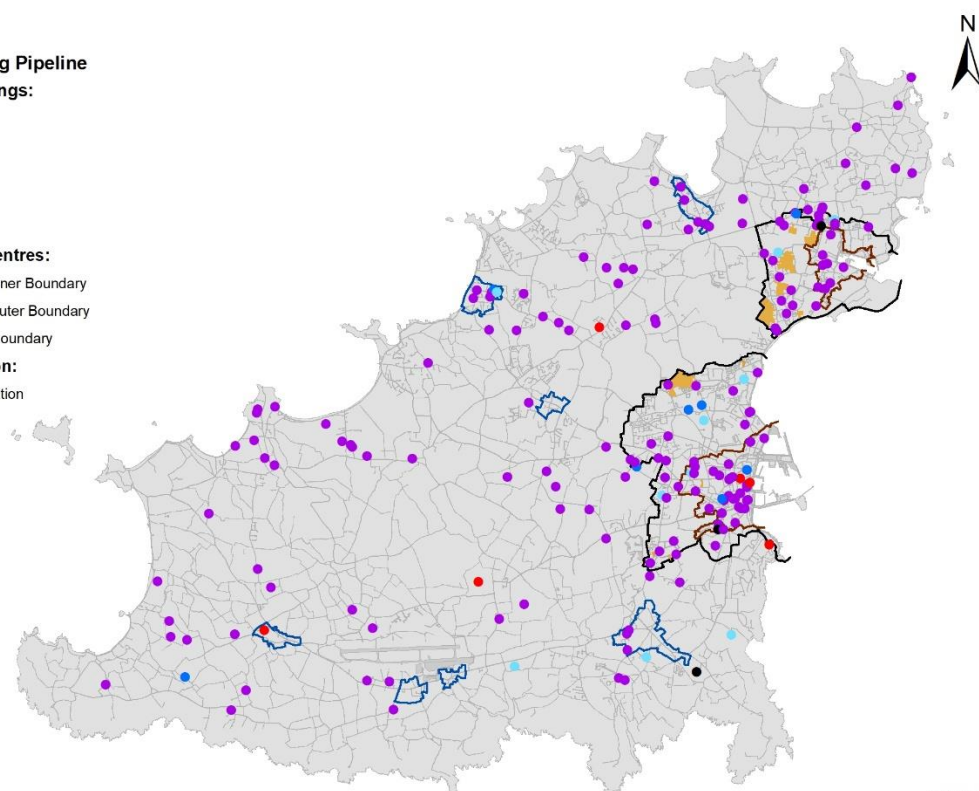 N
g Pipeline
ngs:
entres:
ner Boundary
uter Boundary
oundary
on:
tion